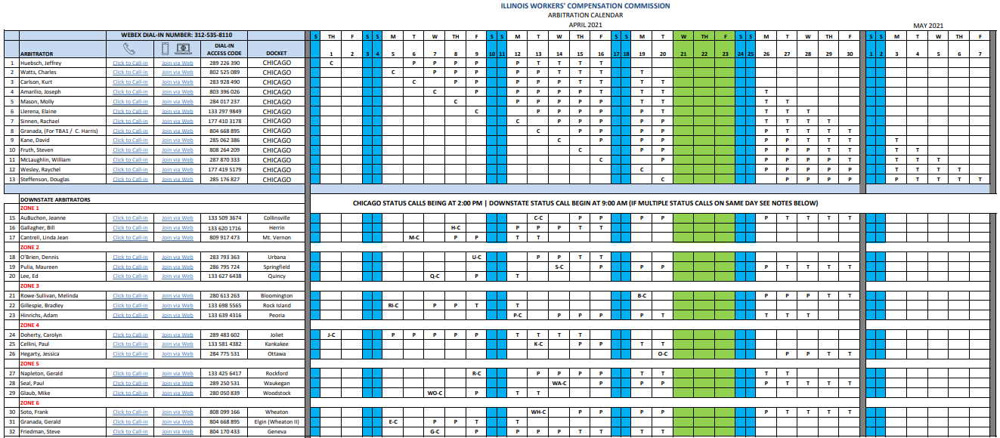 ILLINOIS WORKERS' COMPENSATION COMMISSION
ARBITRATION CALENDAR
APRIL 2021
MAY 2021
WEBEX DIAL-IN NUMBER: 312-535-8110 S TH F S S M T W TH F S S M T W TH F S S M T W TH F S S M T W TH F S S M T W TH F
ARBITRATOR DIAL-IN ACCESS CODE DOCKET 1 2 3 4 5 6 7 8 9 10 11 12 13 14 15 16 17 18 19 20 21 22 23 24 25 26 27 28 29 30 1 2 3 4 5 6 7
1 Huebsch, Jeffrey Click to Call-in Join via Web 289 226 390 CHICAGO C P P P P P P T T T
2 Watts, Charles Click to Call-in Join via Web 802 525 089 CHICAGO C P P P P P T T T T
3 Carlson, Kurt Click to Call-in Join via Web 283 928 490 CHICAGO C P P P P P T T T T
4 Amarilio, Joseph Click to Call-in Join via Web 803 396 026 CHICAGO C P P P P P T T T T
5 Mason, Molly Click to Call-in Join via Web 284 017 237 CHICAGO C P P P P P T T T T
6 Llerena, Elaine Click to Call-in Join via Web 133 297 9849 CHICAGO C P P P P P T T T T
7 Sinnen, Rachael Click to Call-in Join via Web 177 410 3178 CHICAGO C P P P P P T T T T
8 Granada, (For TBA1 / C. Harris) Click to Call-in Join via Web 804 668 895 CHICAGO C P P P P P T T T T
9 Kane, David Click to Call-in Join via Web 285 062 386 CHICAGO C P P P P P T T T T
10 Fruth, Steven Click to Call-in Join via Web 808 264 209 CHICAGO C P P P P P T T T T
11 McLaughlin, William Click to Call-in Join via Web 287 870 333 CHICAGO C P P P P P T T T T
12 Wesley, Raychel Click to Call-in Join via Web 177 419 5179 CHICAGO C P P P P P T T T T
13 Steffenson, Douglas Click to Call-in Join via Web 285 176 827 CHICAGO C P P P P P T T T T
DOWNSTATE ARBITRATORS
CHICAGO STATUS CALLS BEING AT 2:00 PM | DOWNSTATE STATUS CALL BEGIN AT 9:00 AM (IF MULTIPLE STATUS CALLS ON SAME DAY SEE NOTES BELOW)
ZONE 1
15 AuBuchon, Jeanne Click to Call-in Join via Web 133 509 3674 Collinsville C-C P P P P P T T T T
16 Gallagher, Bill Click to Call-in Join via Web 133 620 1716 Herrin H-C P P P T T
17 Cantrell, Linda Jean Click to Call-in Join via Web 809 917 473 Mt. Vernon M-C P P T T
ZONE 2
18 O'Brien, Dennis Click to Call-in Join via Web 283 793 363 Urbana U-C P P T T
19 Pulia, Maureen Click to Call-in Join via Web 286 795 724 Springfield S-C P P P P T T T T
20 Lee, Ed Click to Call-in Join via Web 133 627 6438 Quincy Q-C P T
ZONE 3
21 Rowe-Sullivan, Melinda Click to Call-in Join via Web 280 613 263 Bloomington B-C P P P T T
22 Gillespie, Bradley Click to Call-in Join via Web 133 698 5565 Rock Island RI-C P P T T
23 Hinrichs, Adam Click to Call-in Join via Web 133 639 4316 Peoria P-C P P P P T T T T
ZONE 4
24 Doherty, Carolyn Click to Call-in Join via Web 289 483 602 Joliet J-C P P P P P T T T T
25 Cellini, Paul Click to Call-in Join via Web 133 581 4382 Kankakee K-C P P T T
26 Hegarty, Jessica Click to Call-in Join via Web 284 775 531 Ottawa O-C P P T T
ZONE 5
27 Napleton, Gerald Click to Call-in Join via Web 133 425 6417 Rockford R-C P P P P T T T T
28 Seal, Paul Click to Call-in Join via Web 289 250 531 Waukegan WA-C P P P P T T T T
29 Glaub, Mike Click to Call-in Join via Web 280 050 839 Woodstock WO-C P T T
ZONE 6
30 Soto, Frank Click to Call-in Join via Web 808 099 166 Wheaton WH-C P P P P P T T T T
31 Granada, Gerald Click to Call-in Join via Web 804 668 895 Elgin (Wheaton II) E-C P P T T
32 Friedman, Steve Click to Call-in Join via Web 804 170 433 Geneva G-C P P P P T T T T